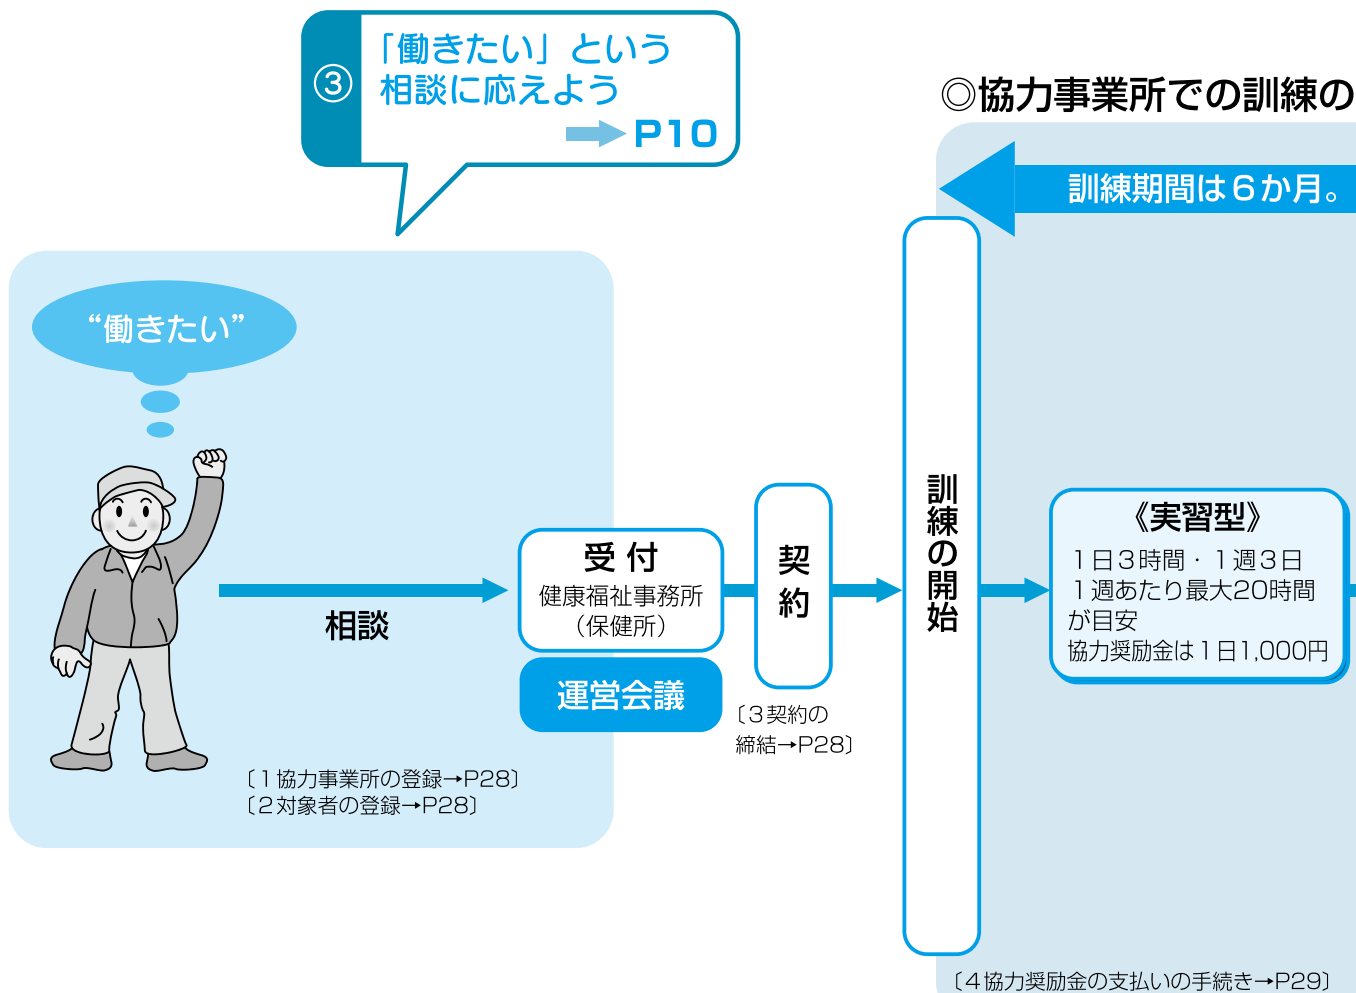 ③
「働きたい」という
相談に応えよう
P10
◎協力事業所での訓練の
訓練期間は6か月。
“働きたい”
相談
受付
健康福祉事務所
（保健所）
運営会議
〔1協力事業所の登録→P28〕
〔2対象者の登録→P28〕
契約
〔3契約の
締結→P28〕
訓練の開始
《実習型》
1日3時間・1週3日
1週あたり最大20時間
が目安
協力奨励金は1日1,000円
〔4協力奨励金の支払いの手続き→P29〕